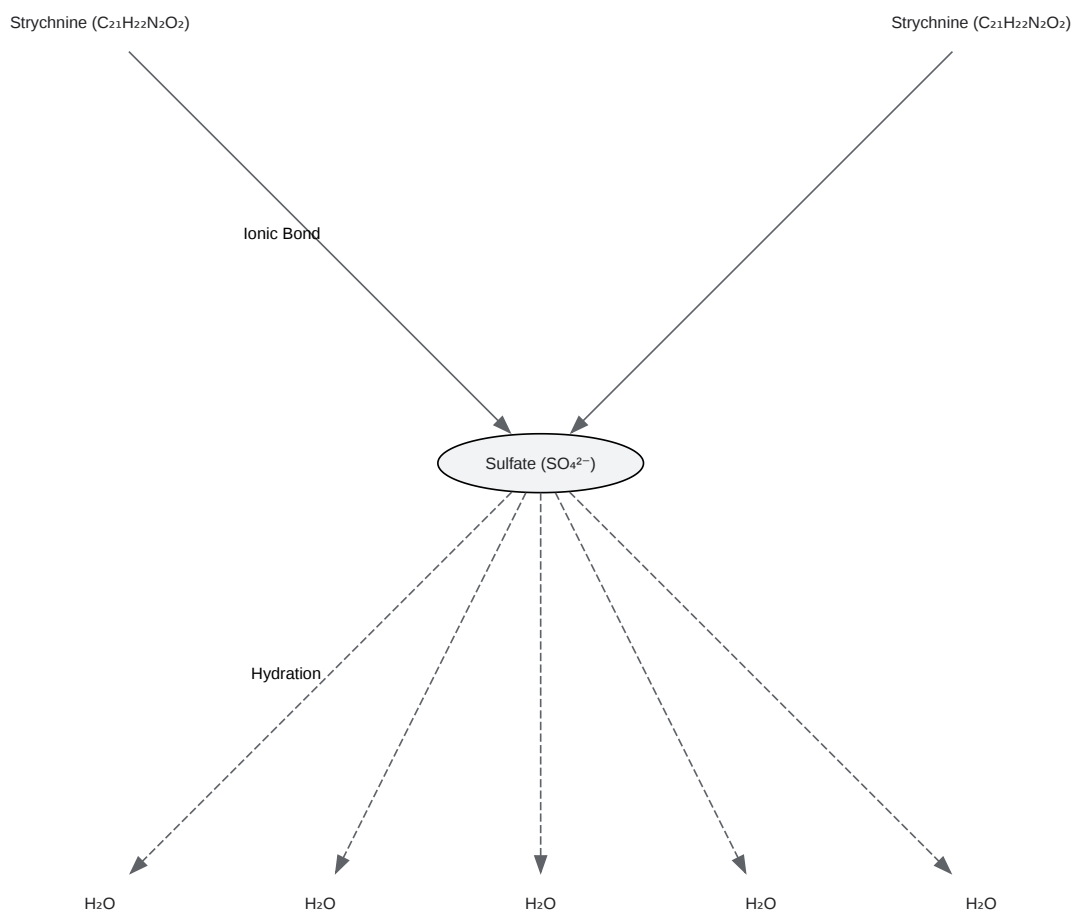 Strychnine (C₂₁H₂₂N₂O₂)
Strychnine (C₂₁H₂₂N₂O₂)
Ionic Bond
Sulfate (SO₄²⁻)
Hydration
H₂O
H₂O
H₂O
H₂O
H₂O